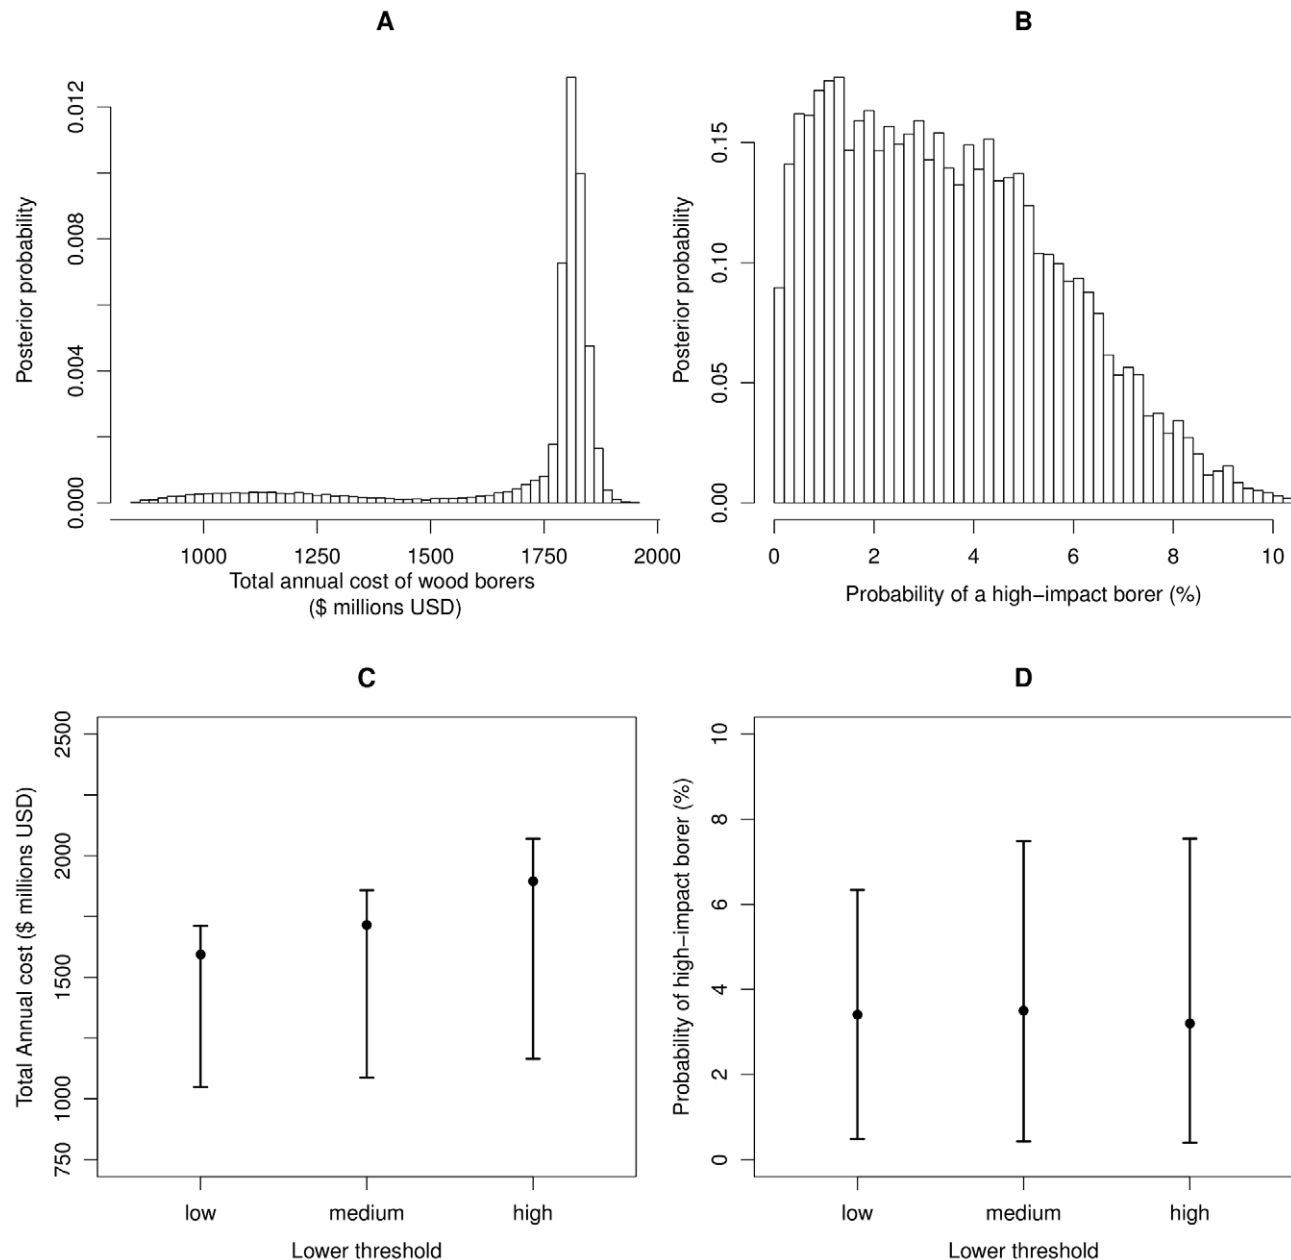 A
Posterior probability
0.012
0.008
0.004
0.000
1000 1250 1500 1750 2000
Total annual cost of wood borers
($ millions USD)
B
Posterior probability
0.15
0.10
0.05
0.00
0 2 4 6 8 10
Probability of a high−impact borer (%)
C
Total Annual cost ($ millions USD)
2500
2000
1500
1000
750
low medium high
Lower threshold
D
Probability of high−impact borer (%)
10
8
6
4
2
0
low medium high
Lower threshold